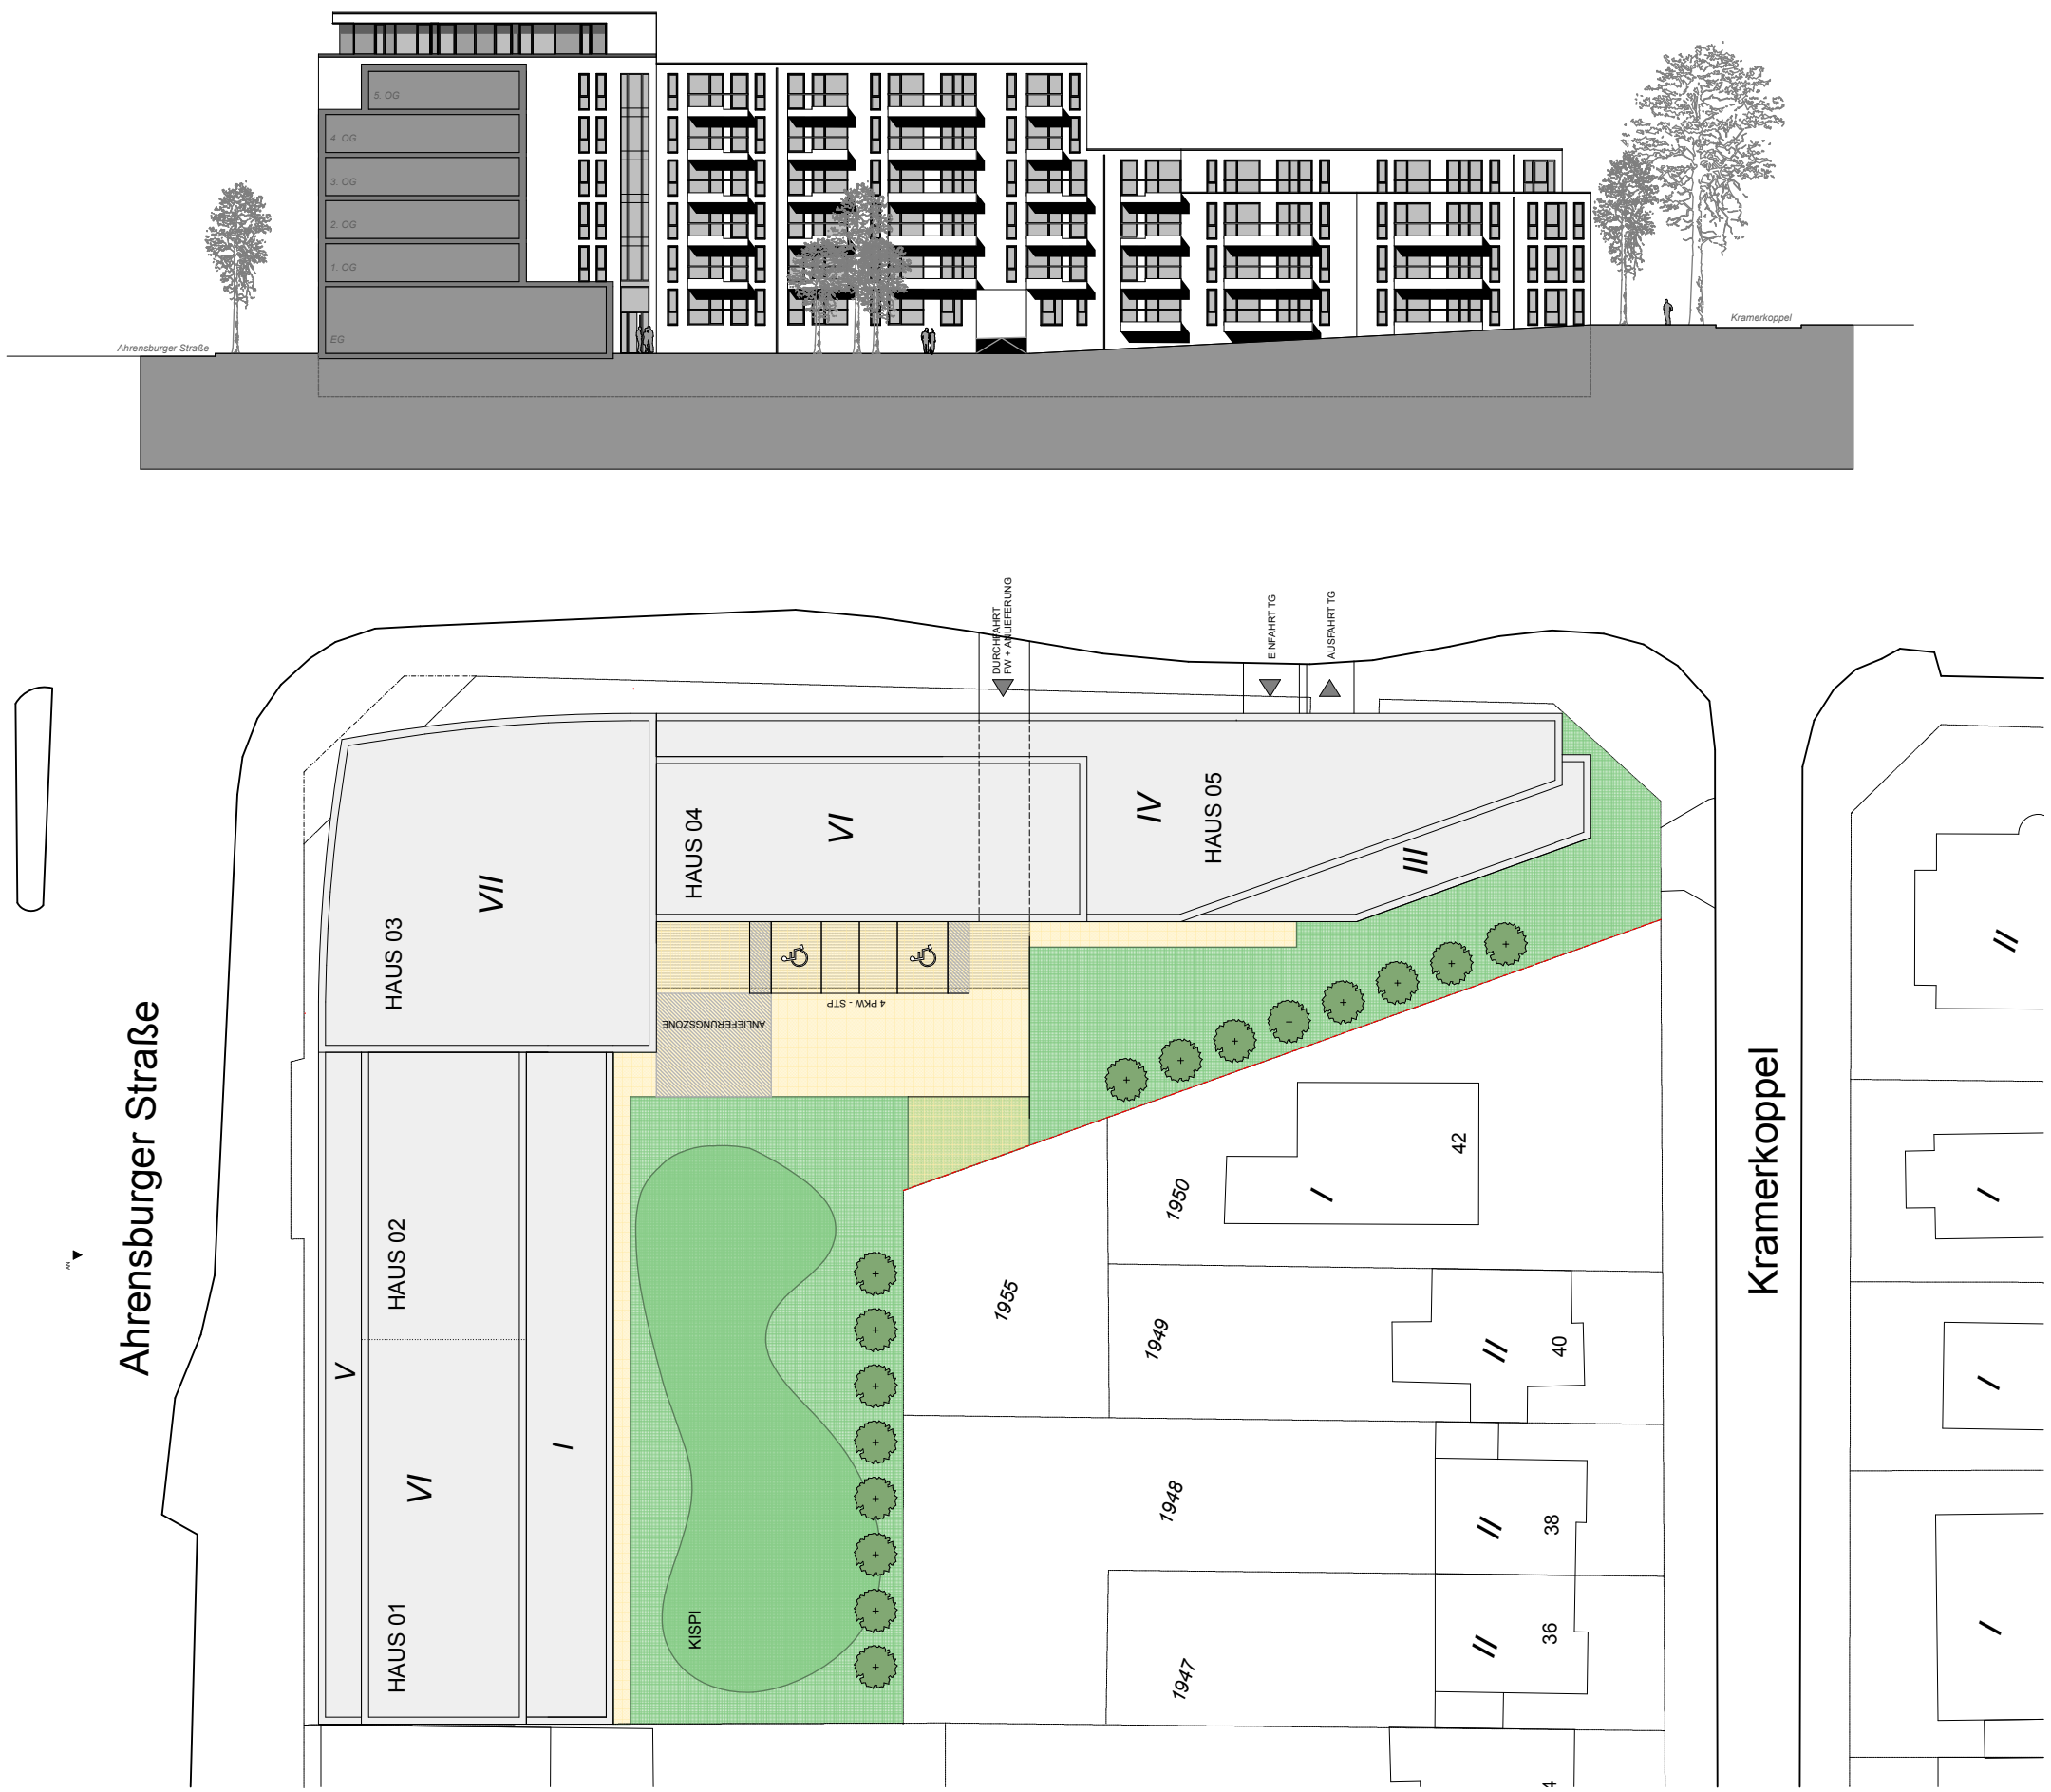 5. OG
4. OG
3. OG
2. OG
1. OG
EG
Ahrensburger Straße
Kramerkoppel
DURCHFAHRT
FW + ANLIEFERUNG
EINFAHRT TG
AUSFAHRT TG
HAUS 03
VII
HAUS 04
VI
IV
HAUS 05
III
II
4 PKW - STP
ANLIEFERUNGSZONE
Ahrensburger Straße
Kramerkoppel
HAUS 02
V
VI
I
HAUS 01
KISPI
1950
I
42
1955
1949
II
40
1948
II
38
1947
II
36
I
I
I
4